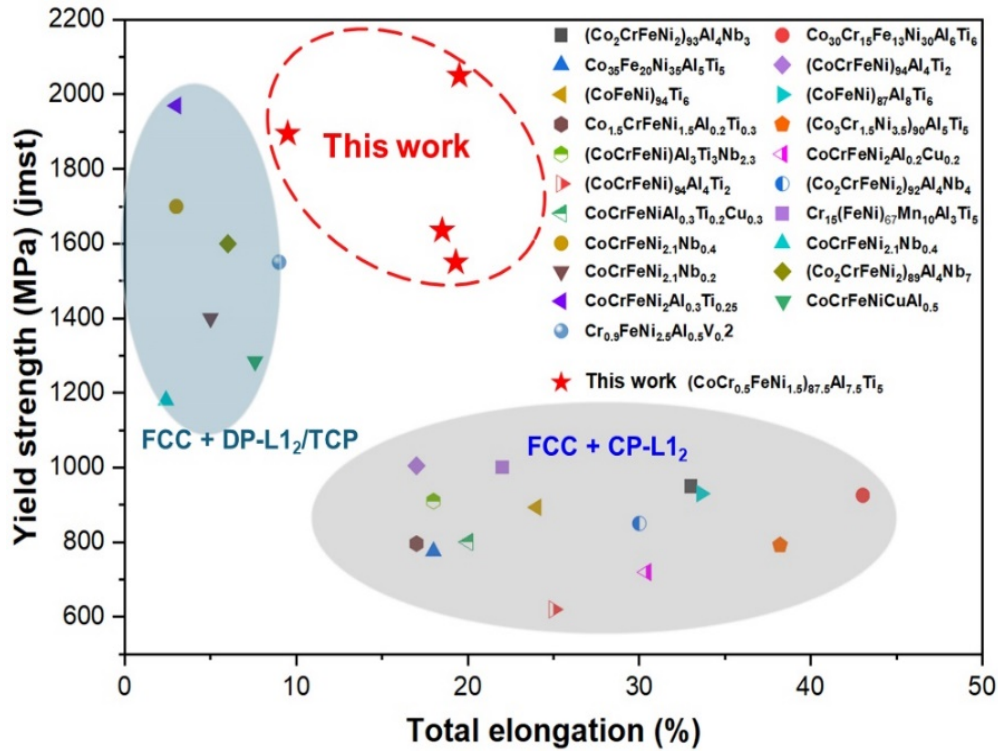 2200
2000
1800
1600
1400
1200
1000
800
600
Yield strength (MPa) (jmst)
(Co₂CrFeNi₂)₉₃Al₄Nb₃
Co₃₀Cr₁₅Fe₁₃Ni₃₀Al₆Ti₆
Co₃₅Fe₂₀Ni₃₅Al₅Ti₅
(CoCrFeNi)₉₄Al₄Ti₂
(CoFeNi)₉₄Ti₆
(CoFeNi)₈₇Al₈Ti₆
Co₁.₅CrFeNi₁.₅Al₀.₂Ti₀.₃
(Co₃Cr₁.₅Ni₃.₅)₉₀Al₅Ti₅
(CoCrFeNi)Al₃Ti₃Nb₂.₃
CoCrFeNi₂Al₀.₂Cu₀.₂
(CoCrFeNi)₉₄Al₄Ti₂
(Co₂CrFeNi₂)₉₂Al₄Nb₄
CoCrFeNiAl₀.₃Ti₀.₂Cu₀.₃
Cr₁₅(FeNi)₆₇Mn₁₀Al₃Ti₅
CoCrFeNi₂.₁Nb₀.₄
CoCrFeNi₂.₁Nb₀.₄
CoCrFeNi₂.₁Nb₀.₂
(Co₂CrFeNi₂)₈₉Al₄Nb₇
CoCrFeNi₂Al₀.₃Ti₀.₂₅
CoCrFeNiCuAl₀.₅
Cr₀.₉FeNi₂.₅Al₀.₅V₀.2
This work (CoCr₀.₅FeNi₁.₅)₈₇.₅Al₇.₅Ti₅
This work
FCC + DP-L1₂/TCP
FCC + CP-L1₂
0 10 20 30 40 50
Total elongation (%)